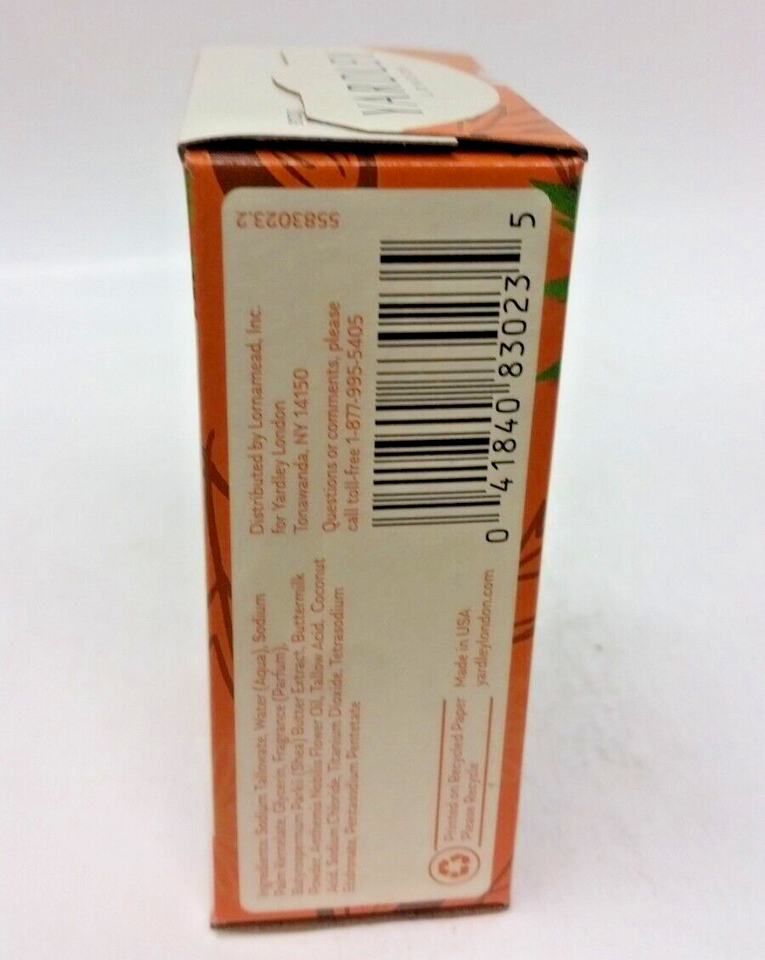 YARDLEY
5583023.2
Distributed by Lornamead, Inc.
for Yardley London
Tonawanda, NY 14150
Questions or comments, please
call toll-free 1-877-995-5405
0 41840 83023 5
Ingredients: Sodium Tallowate, Water (Aqua), Sodium
Palm Kernelate, Glycerin, Fragrance (Parfum),
Butyrospermum Parkii (Shea) Butter Extract, Buttermilk
Powder, Anthemis Nobilis Flower Oil, Tallow Acid, Coconut
Acid, Sodium Chloride, Titanium Dioxide, Tetrasodium
Etidronate, Pentasodium Pentetate
Printed on Recycled Paper
Please Recycle
Made in USA
yardleylondon.com